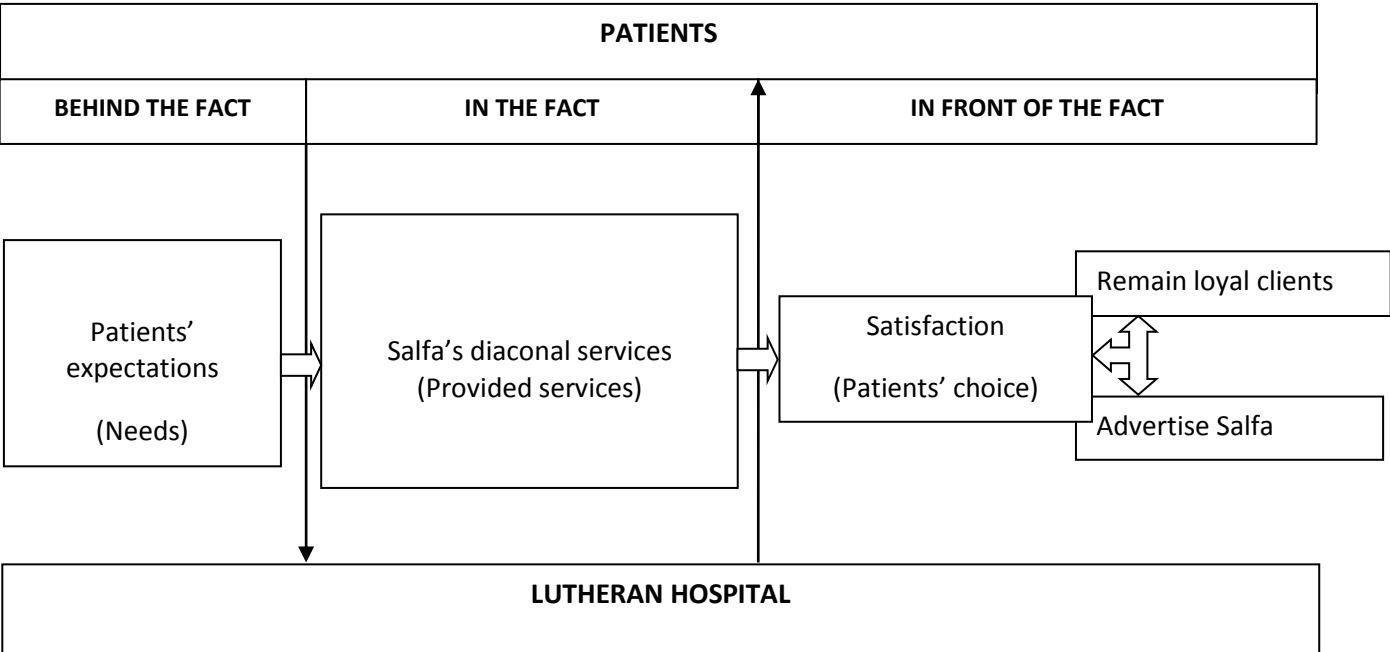 PATIENTS
BEHIND THE FACT
IN THE FACT
IN FRONT OF THE FACT
Patients’
expectations
(Needs)
Salfa’s diaconal services
(Provided services)
Satisfaction
(Patients’ choice)
Remain loyal clients
Advertise Salfa
LUTHERAN HOSPITAL